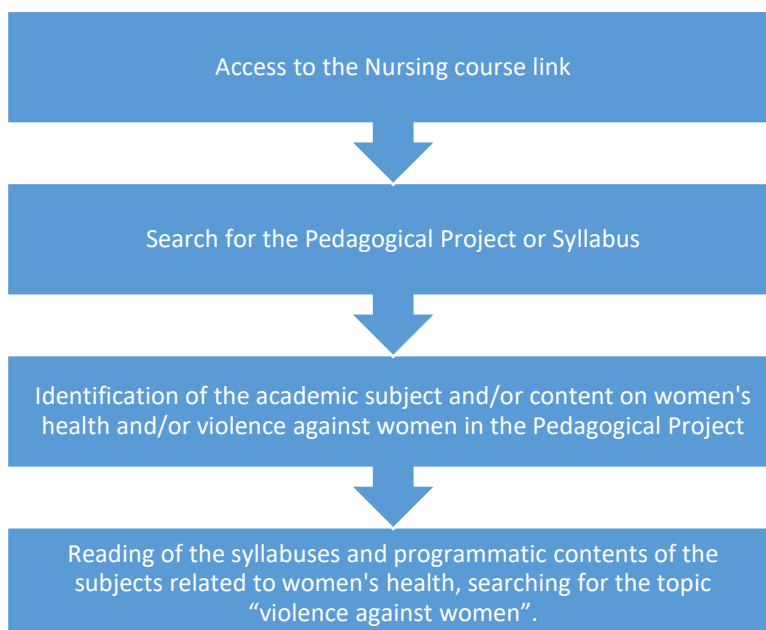 Access to the Nursing course link
Search for the Pedagogical Project or Syllabus
Identification of the academic subject and/or content on women's
health and/or violence against women in the Pedagogical Project
Reading of the syllabuses and programmatic contents of the
subjects related to women's health, searching for the topic
“violence against women”.